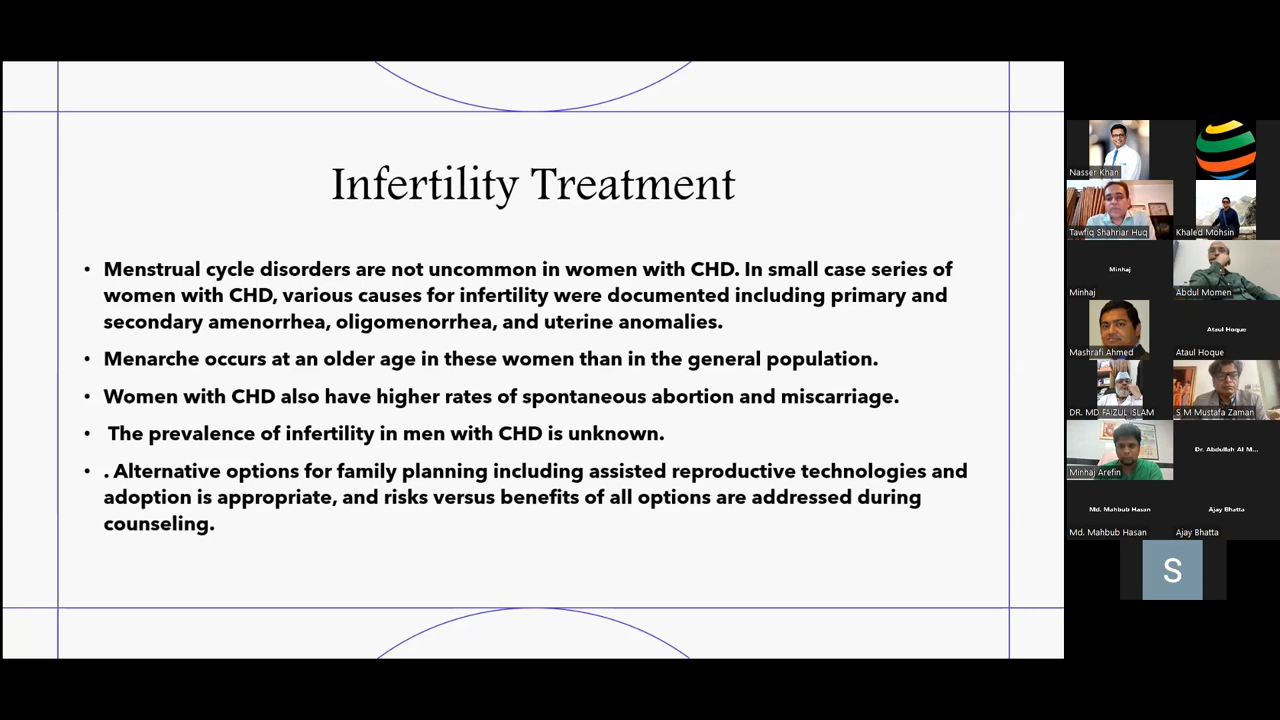 Infertility Treatment
• Menstrual cycle disorders are not uncommon in women with CHD. In small case series of
women with CHD, various causes for infertility were documented including primary and
secondary amenorrhea, oligomenorrhea, and uterine anomalies.
• Menarche occurs at an older age in these women than in the general population.
• Women with CHD also have higher rates of spontaneous abortion and miscarriage.
• The prevalence of infertility in men with CHD is unknown.
• . Alternative options for family planning including assisted reproductive technologies and
adoption is appropriate, and risks versus benefits of all options are addressed during
counseling.
Nasser Khan
Tawfiq Shahriar Huq
Khaled Mohsin
Minhaj
Minhaj
Abdul Momen
Mashrafi Ahmed
Ataul Hoque
Ataul Hoque
DR. MD FAIZUL ISLAM
S M Mustafa Zaman
Minhaj Arefin
Dr. Abdullah Al M...
Md. Mahbub Hasan
Md. Mahbub Hasan
Ajay Bhatta
Ajay Bhatta
S